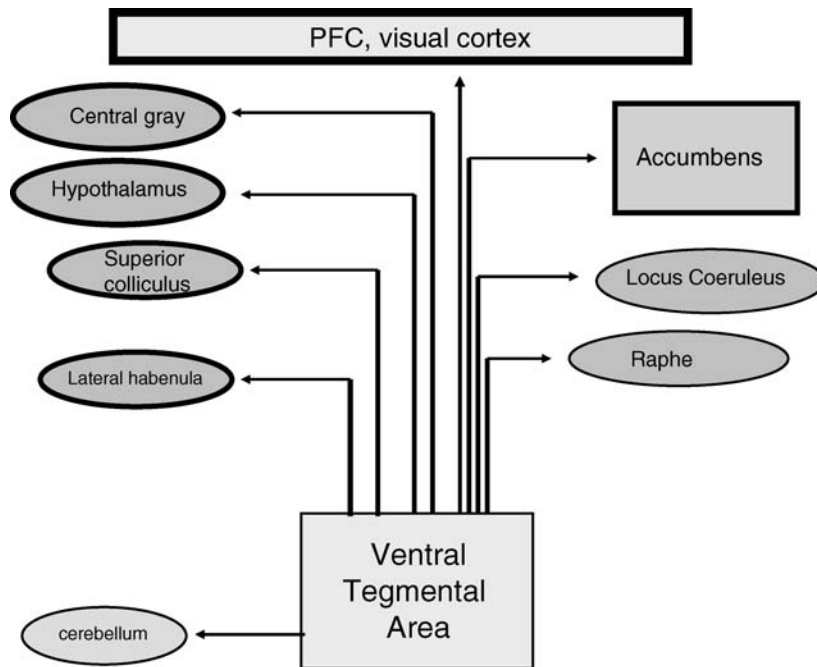 PFC, visual cortex
Central gray
Accumbens
Hypothalamus
Superior
colliculus
Locus Coeruleus
Raphe
Lateral habenula
Ventral
Tegmental
Area
cerebellum